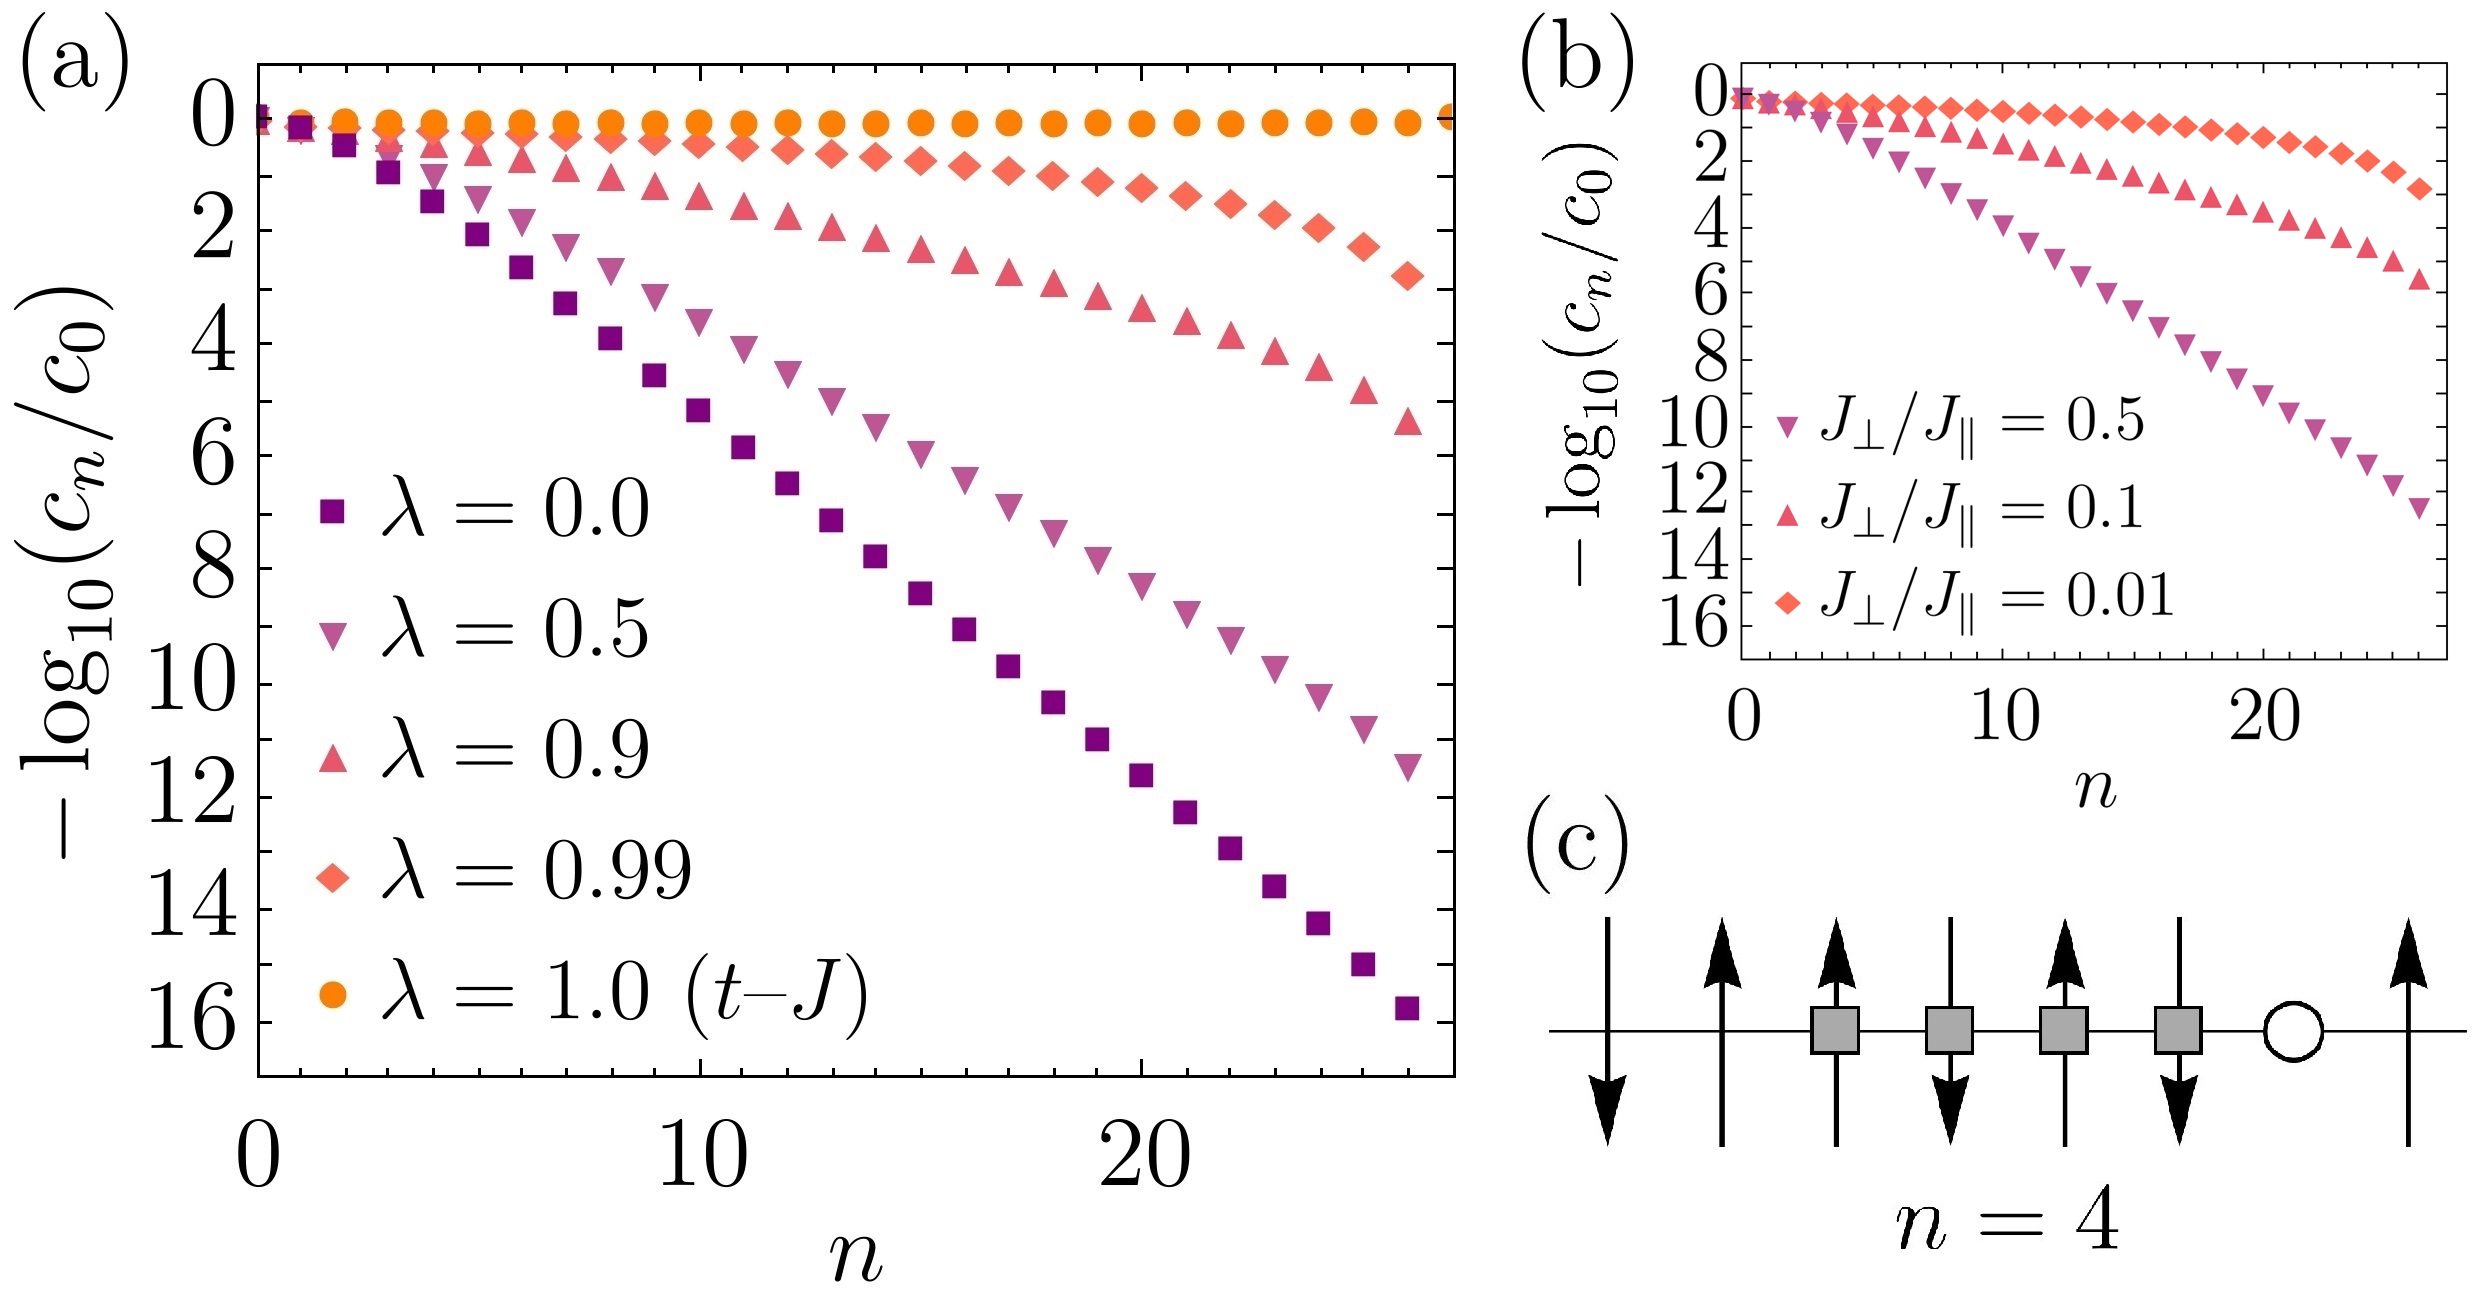 (a)
− log₁₀(cₙ/c₀)
0
2
4
6
8
10
12
14
16
λ = 0.0
λ = 0.5
λ = 0.9
λ = 0.99
λ = 1.0 (t–J)
0 10 20
n
(b)
− log₁₀(cₙ/c₀)
0
2
4
6
8
10
12
14
16
J⊥/J∥ = 0.5
J⊥/J∥ = 0.1
J⊥/J∥ = 0.01
0 10 20
n
(c)
n = 4